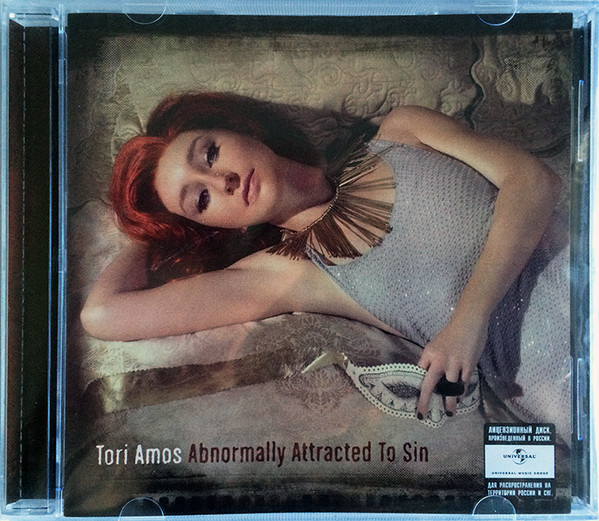 Tori Amos Abnormally Attracted To Sin
ЛИЦЕНЗИОННЫЙ ДИСК,
ПРОИЗВЕДЕННЫЙ В РОССИИ.
UNIVERSAL
UNIVERSAL MUSIC GROUP
ДЛЯ РАСПРОСТРАНЕНИЯ НА
ТЕРРИТОРИИ РОССИИ И СНГ.